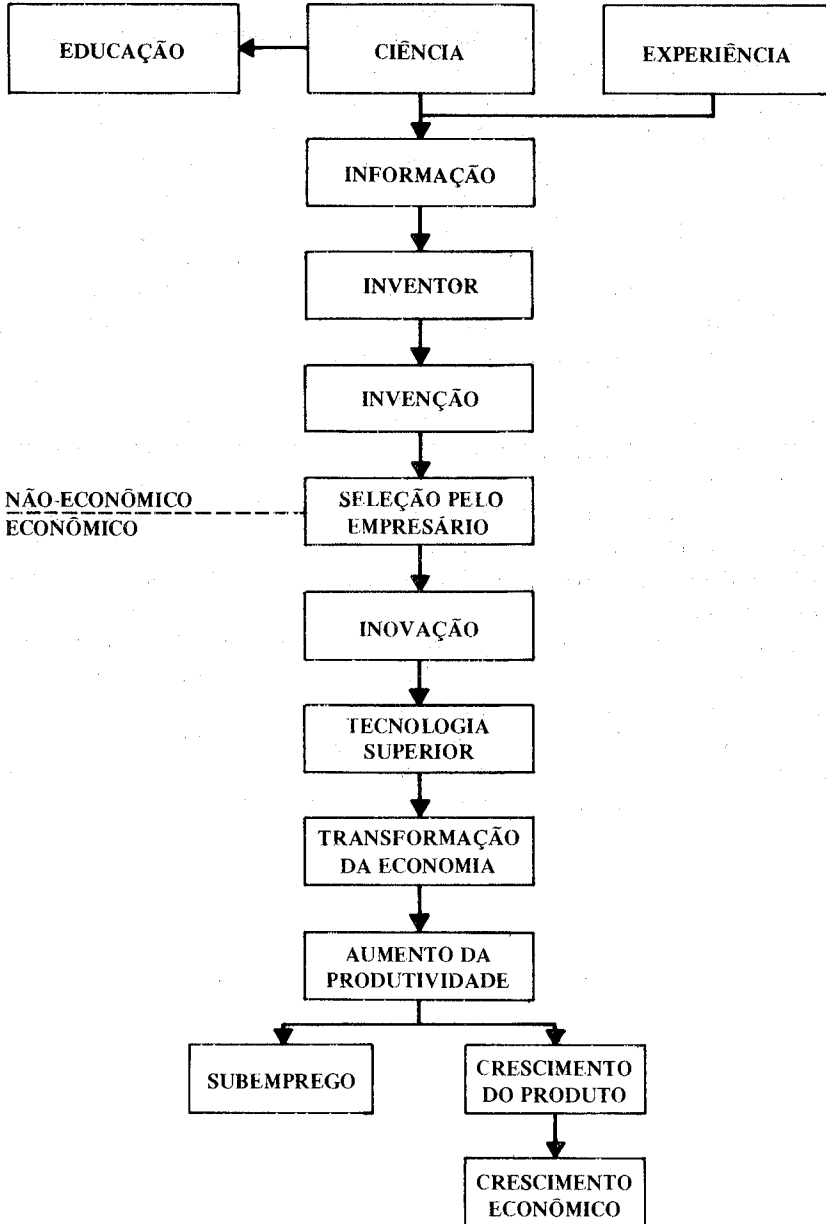 EDUCAÇÃO
CIÊNCIA
EXPERIÊNCIA
INFORMAÇÃO
INVENTOR
INVENÇÃO
NÃO-ECONÔMICO
ECONÔMICO
SELEÇÃO PELO
EMPRESÁRIO
INOVAÇÃO
TECNOLOGIA
SUPERIOR
TRANSFORMAÇÃO
DA ECONOMIA
AUMENTO DA
PRODUTIVIDADE
SUBEMPREGO
CRESCIMENTO
DO PRODUTO
CRESCIMENTO
ECONÔMICO